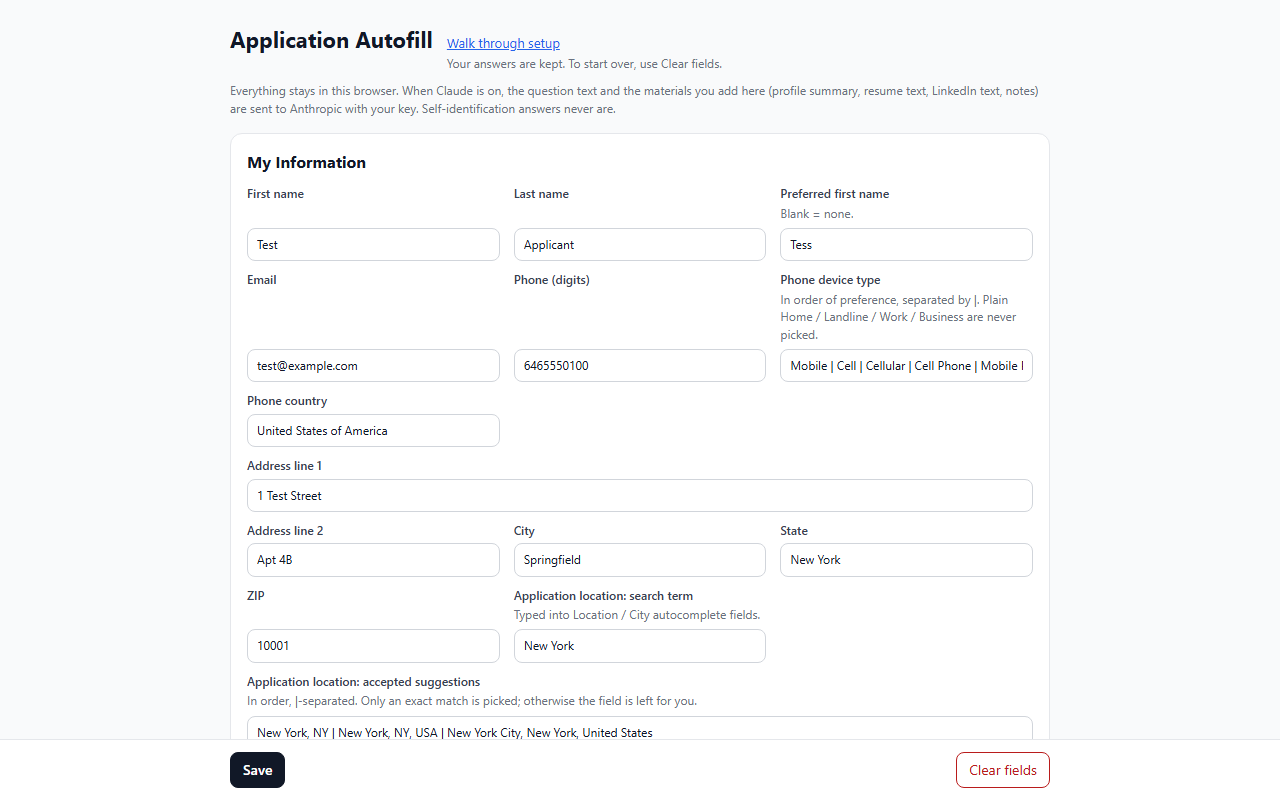 Application Autofill
Walk through setup
Your answers are kept. To start over, use Clear fields.
Everything stays in this browser. When Claude is on, the question text and the materials you add here (profile summary, resume text, LinkedIn text, notes)
are sent to Anthropic with your key. Self-identification answers never are.
My Information
First name
Last name
Preferred first name
Blank = none.
Test
Applicant
Tess
Email
Phone (digits)
Phone device type
In order of preference, separated by |. Plain
Home / Landline / Work / Business are never
picked.
test@example.com
6465550100
Mobile | Cell | Cellular | Cell Phone | Mobile
Phone country
United States of America
Address line 1
1 Test Street
Address line 2
City
State
Apt 4B
Springfield
New York
ZIP
Application location: search term
Typed into Location / City autocomplete fields.
10001
New York
Application location: accepted suggestions
In order, |-separated. Only an exact match is picked; otherwise the field is left for you.
New York, NY | New York, NY, USA | New York City, New York, United States
Save
Clear fields